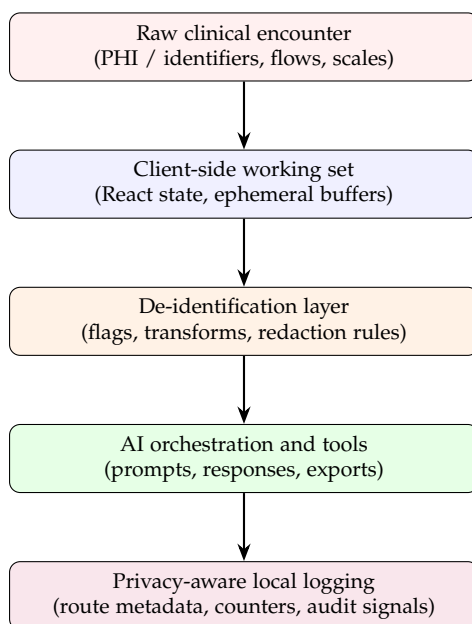 Raw clinical encounter
(PHI / identifiers, flows, scales)
Client-side working set
(React state, ephemeral buffers)
De-identification layer
(flags, transforms, redaction rules)
AI orchestration and tools
(prompts, responses, exports)
Privacy-aware local logging
(route metadata, counters, audit signals)